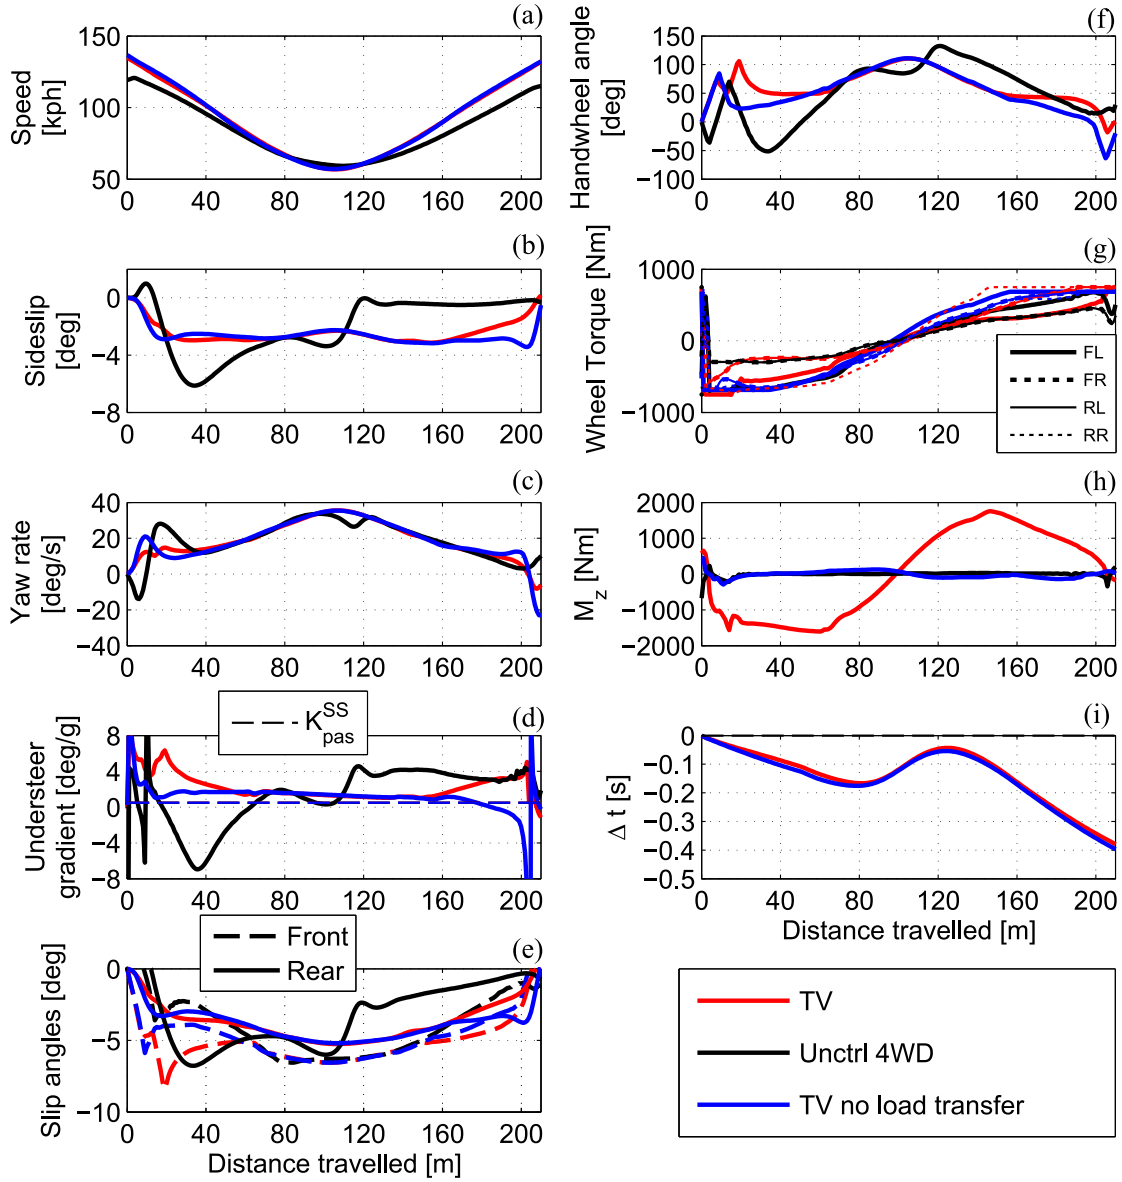 (a)
150
100
50
Speed
[kph]
0 40 80 120 160 200
(b)
0
−4
−8
Sideslip
[deg]
0 40 80 120 160 200
(c)
40
20
0
−20
−40
Yaw rate
[deg/s]
0 40 80 120 160 200
K^SS_pas
(d)
8
4
0
−4
−8
Understeer
gradient [deg/g]
0 40 80 120 160 200
Front
Rear
(e)
0
−5
−10
Slip angles [deg]
0 40 80 120 160 200
Distance travelled [m]
(f)
150
100
50
0
−50
−100
Handwheel angle
[deg]
0 40 80 120 160 200
(g)
1000
0
−1000
Wheel Torque [Nm]
FL
FR
RL
RR
0 40 80 120 160 200
(h)
2000
1000
0
−1000
−2000
M_z [Nm]
0 40 80 120 160 200
(i)
0
−0.1
−0.2
−0.3
−0.4
−0.5
Δ t [s]
0 40 80 120 160 200
Distance travelled [m]
TV
Unctrl 4WD
TV no load transfer